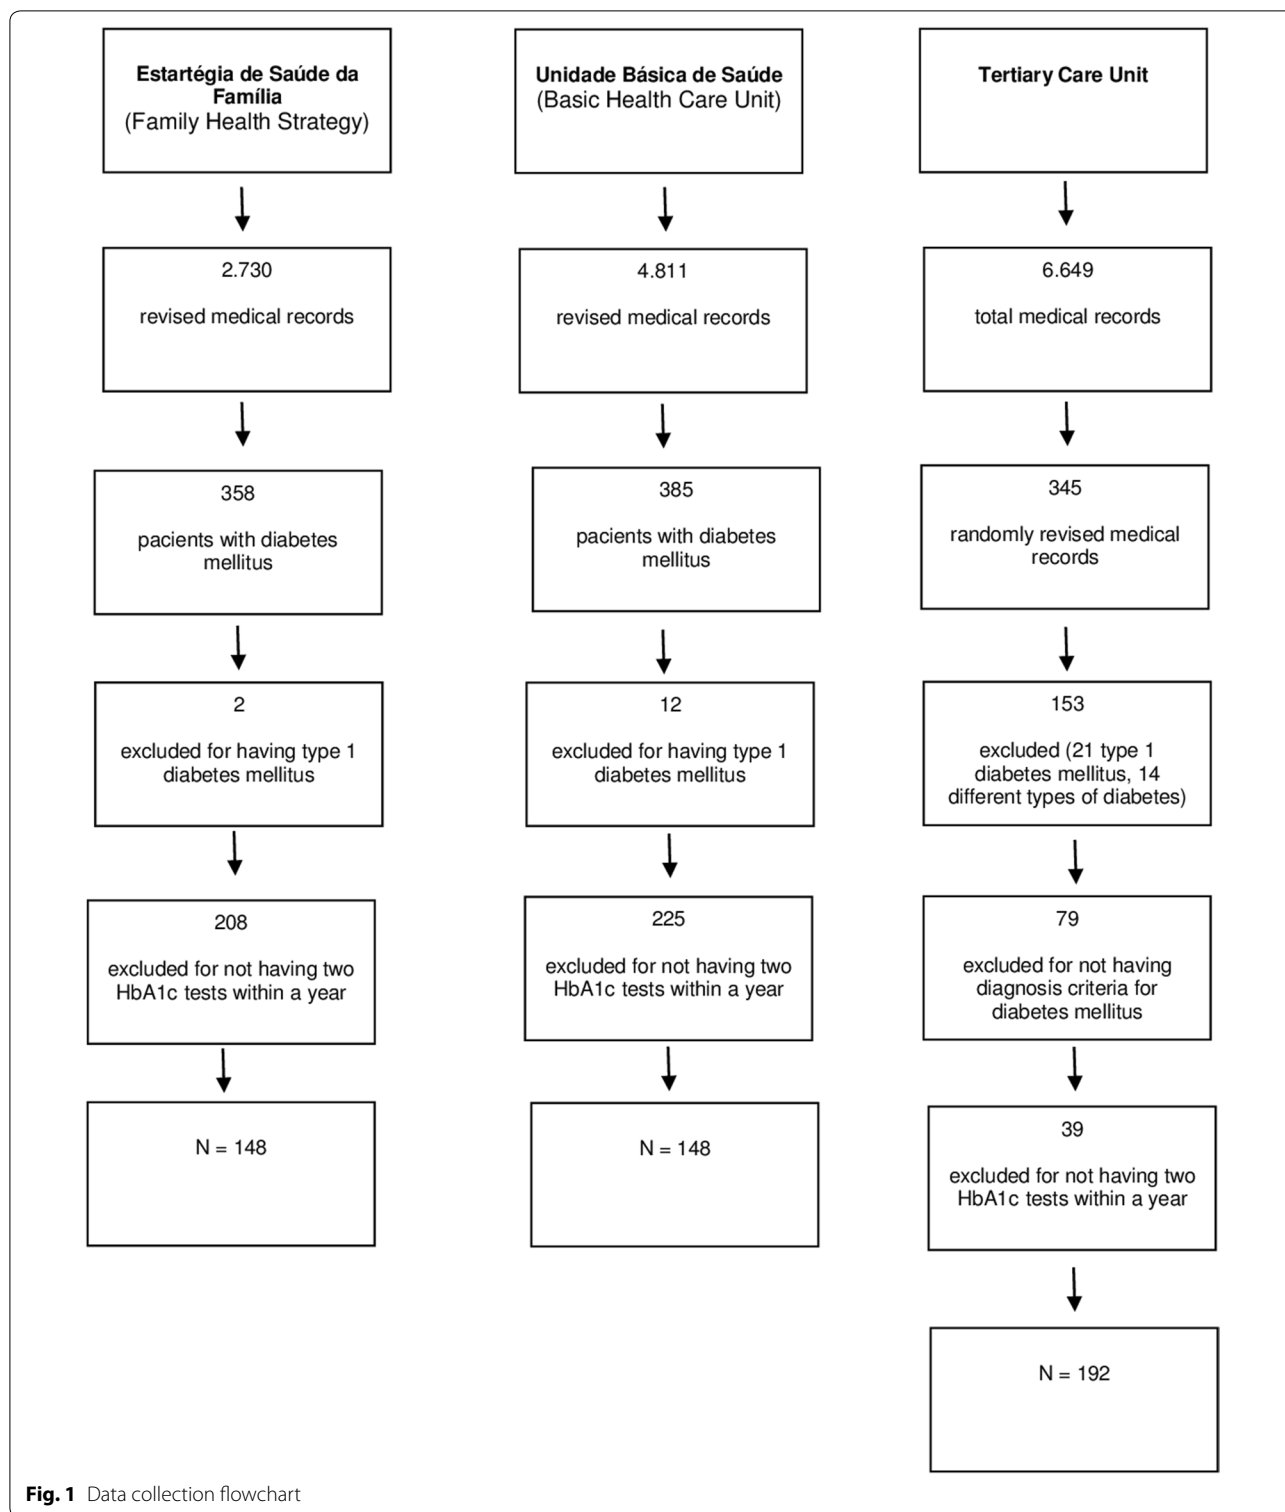 Estartégia de Saúde da
Família
(Family Health Strategy)
2.730
revised medical records
358
pacients with diabetes
mellitus
2
excluded for having type 1
diabetes mellitus
208
excluded for not having two
HbA1c tests within a year
N = 148
Unidade Básica de Saúde
(Basic Health Care Unit)
4.811
revised medical records
385
pacients with diabetes
mellitus
12
excluded for having type 1
diabetes mellitus
225
excluded for not having two
HbA1c tests within a year
N = 148
Tertiary Care Unit
6.649
total medical records
345
randomly revised medical
records
153
excluded (21 type 1
diabetes mellitus, 14
different types of diabetes)
79
excluded for not having
diagnosis criteria for
diabetes mellitus
39
excluded for not having two
HbA1c tests within a year
N = 192
Fig. 1 Data collection flowchart